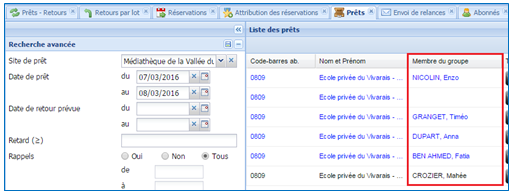 Prêts - Retours
Retours par lot
Réservations
Attribution des réservations
Prêts
Envoi de relances
Abonnés
Recherche avancée
Site de prêt
Médiathèque de la Vallée du
Date de prêt
du
07/03/2016
au
08/03/2016
Date de retour prévue
du
au
Retard (≥)
Rappels
Oui
Non
Tous
de
à
Liste des prêts
Code-barres ab.
Nom et Prénom
Membre du groupe
0809
Ecole privée du Vivarais - ...
NICOLIN, Enzo
0809
Ecole privée du Vivarais - ...
0809
Ecole privée du Vivarais - ...
GRANGET, Timéo
0809
Ecole privée du Vivarais - ...
DUPART, Anna
0809
Ecole privée du Vivarais - ...
BEN AHMED, Fatia
0809
Ecole privée du Vivarais - ...
CROZIER, Mahée